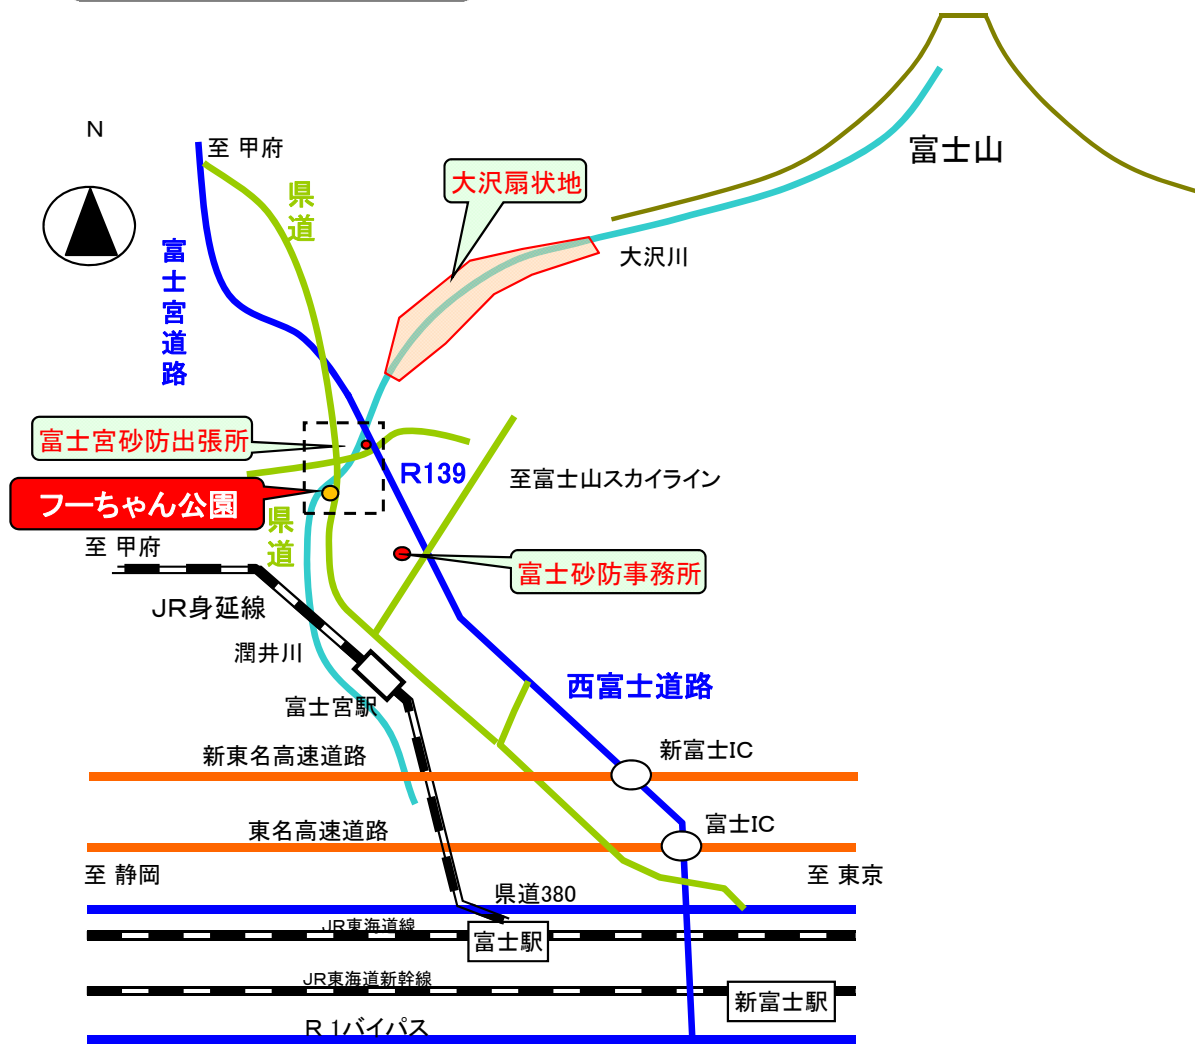 N
至 甲府
富士山
大沢扇状地
県道
富士宮道路
大沢川
富士宮砂防出張所
R139
至富士山スカイライン
フーちゃん公園
県道
至 甲府
富士砂防事務所
JR身延線
潤井川
富士宮駅
西富士道路
新東名高速道路
新富士IC
東名高速道路
富士IC
至 静岡
至 東京
県道380
JR東海道線
富士駅
JR東海道新幹線
新富士駅
R 1バイパス